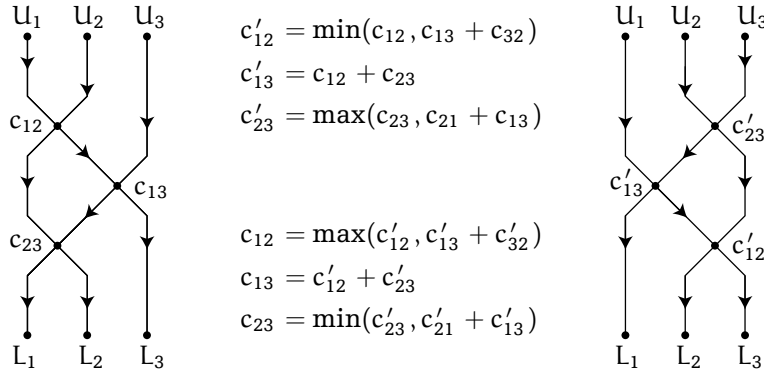 U₁ U₂ U₃
c₁₂
c₁₃
c₂₃
L₁ L₂ L₃
c′₁₂ = min(c₁₂, c₁₃ + c₃₂)
c′₁₃ = c₁₂ + c₂₃
c′₂₃ = max(c₂₃, c₂₁ + c₁₃)
c₁₂ = max(c′₁₂, c′₁₃ + c′₃₂)
c₁₃ = c′₁₂ + c′₂₃
c₂₃ = min(c′₂₃, c′₂₁ + c′₁₃)
U₁ U₂ U₃
c′₂₃
c′₁₃
c′₁₂
L₁ L₂ L₃